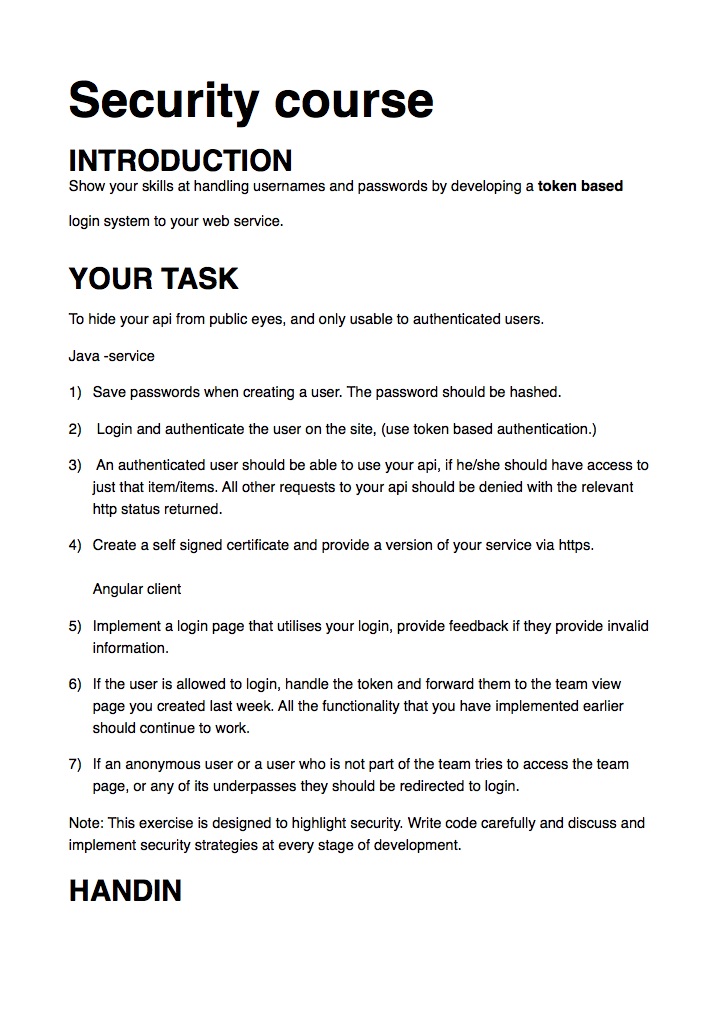 Security course
INTRODUCTION
Show your skills at handling usernames and passwords by developing a token based
login system to your web service.
YOUR TASK
To hide your api from public eyes, and only usable to authenticated users.
Java -service
1) Save passwords when creating a user. The password should be hashed.
2) Login and authenticate the user on the site, (use token based authentication.)
3) An authenticated user should be able to use your api, if he/she should have access to
just that item/items. All other requests to your api should be denied with the relevant
http status returned.
4) Create a self signed certificate and provide a version of your service via https.
Angular client
5) Implement a login page that utilises your login, provide feedback if they provide invalid
information.
6) If the user is allowed to login, handle the token and forward them to the team view
page you created last week. All the functionality that you have implemented earlier
should continue to work.
7) If an anonymous user or a user who is not part of the team tries to access the team
page, or any of its underpasses they should be redirected to login.
Note: This exercise is designed to highlight security. Write code carefully and discuss and
implement security strategies at every stage of development.
HANDIN